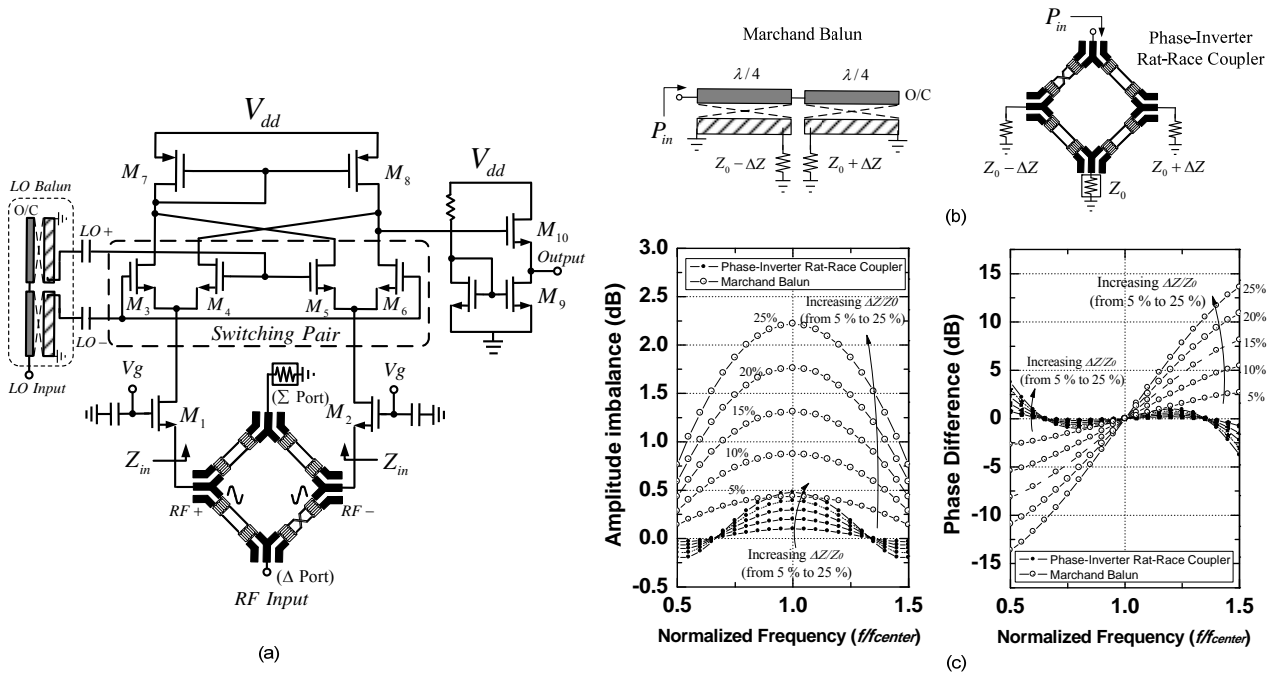 V_dd
M_7
M_8
V_dd
LO Balun
O/C
LO +
M_10
Output
M_3
M_4
M_5
M_6
M_9
Switching Pair
LO −
LO Input
Vg
Vg
(Σ Port)
M_1
M_2
Z_in
Z_in
RF +
RF −
(Δ Port)
RF Input
(a)
Marchand Balun
λ / 4
λ / 4
O/C
P_in
Z_0 − ΔZ
Z_0 + ΔZ
P_in
Phase-Inverter
Rat-Race Coupler
Z_0 − ΔZ
Z_0 + ΔZ
Z_0
(b)
Amplitude imbalance (dB)
3.0
2.5
2.0
1.5
1.0
0.5
0.0
-0.5
Phase-Inverter Rat-Race Coupler
Marchand Balun
Increasing ΔZ/Z0
(from 5 % to 25 %)
25%
20%
15%
10%
5%
Increasing ΔZ/Z0
(from 5 % to 25 %)
0.5
1.0
1.5
Normalized Frequency (f/fcenter)
Phase Difference (dB)
15
10
5
0
-5
-10
-15
Increasing ΔZ/Z0
(from 5 % to 25 %)
25%
20%
15%
10%
5%
Increasing ΔZ/Z0
(from 5 % to 25 %)
Phase-Inverter Rat-Race Coupler
Marchand Balun
0.5
1.0
1.5
Normalized Frequency (f/fcenter)
(c)